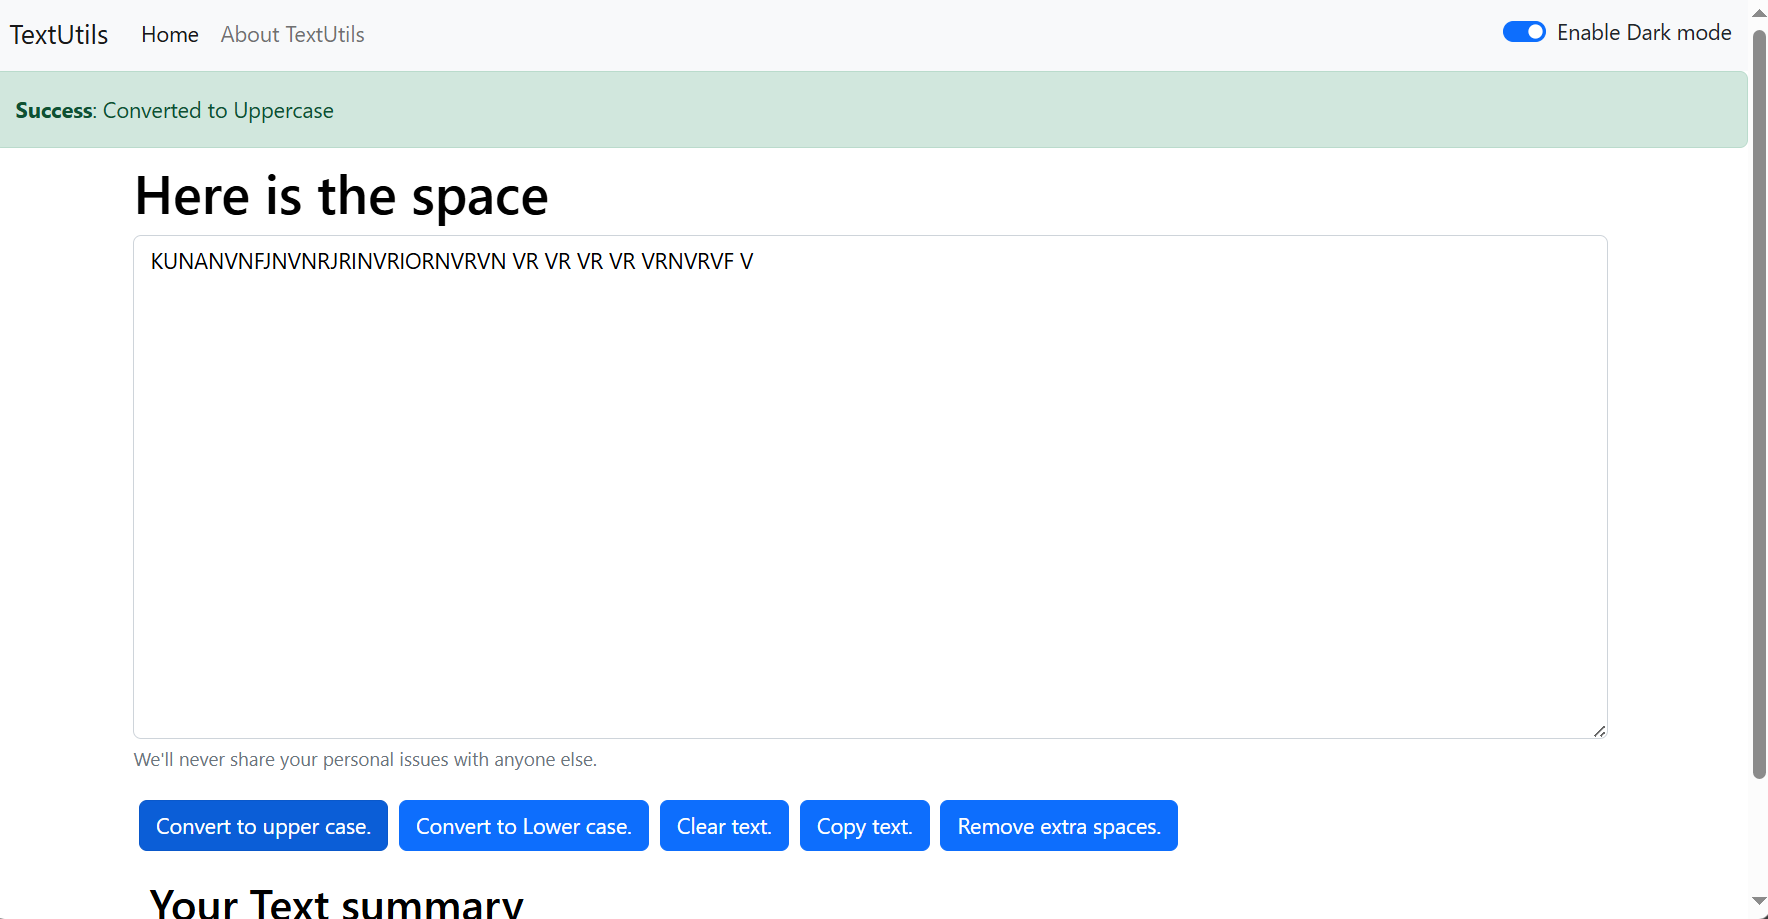 TextUtils Home About TextUtils Enable Dark mode
Success: Converted to Uppercase
Here is the space
KUNANVNFJNVNRJRINVRIORNVRVN VR VR VR VR VRNVRVF V
We'll never share your personal issues with anyone else.
Convert to upper case. Convert to Lower case. Clear text. Copy text. Remove extra spaces.
Your Text summary